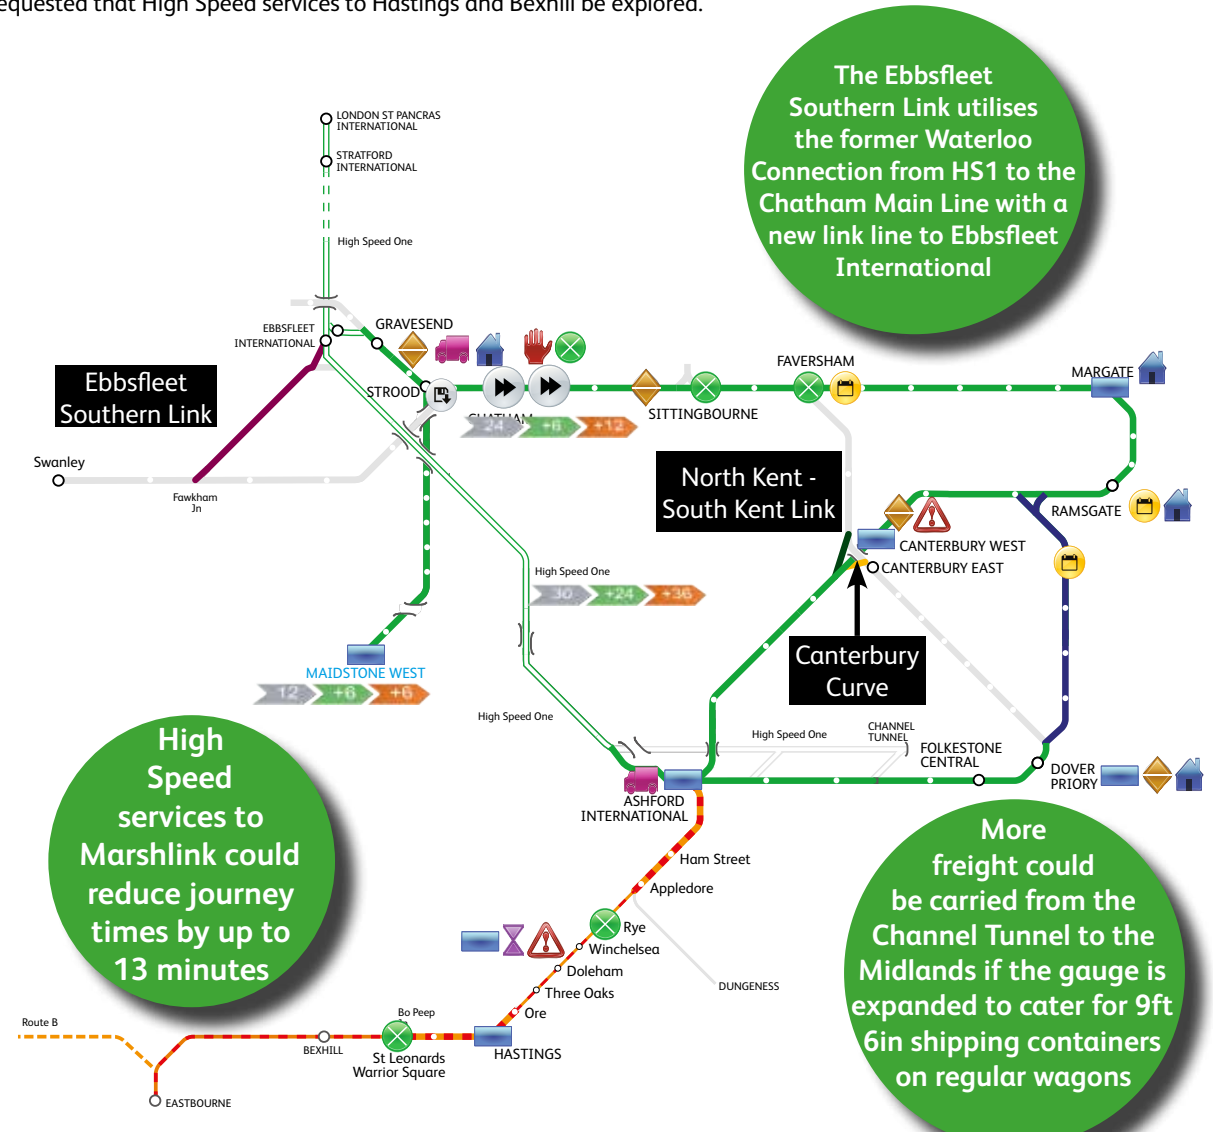 equested that High Speed services to Hastings and Bexhill be explored.
The Ebbsfleet
Southern Link utilises
the former Waterloo
Connection from HS1 to the
Chatham Main Line with a
new link line to Ebbsfleet
International
LONDON ST PANCRAS
INTERNATIONAL
STRATFORD
INTERNATIONAL
High Speed One
EBBSFLEET
INTERNATIONAL
GRAVESEND
STROOD
CHATHAM
24 +6 +12
SITTINGBOURNE
FAVERSHAM
MARGATE
Ebbsfleet
Southern Link
Swanley
Fawkham
Jn
North Kent -
South Kent Link
RAMSGATE
CANTERBURY WEST
CANTERBURY EAST
High Speed One
30 +24 +36
Canterbury
Curve
MAIDSTONE WEST
12 +6 +6
High Speed One
High Speed One
CHANNEL
TUNNEL
FOLKESTONE
CENTRAL
DOVER
PRIORY
ASHFORD
INTERNATIONAL
High
Speed
services to
Marshlink could
reduce journey
times by up to
13 minutes
Ham Street
Appledore
Rye
Winchelsea
Doleham
Three Oaks
Ore
DUNGENESS
More
freight could
be carried from the
Channel Tunnel to the
Midlands if the gauge is
expanded to cater for 9ft
6in shipping containers
on regular wagons
Route B
Bo Peep
BEXHILL
St Leonards
Warrior Square
HASTINGS
EASTBOURNE